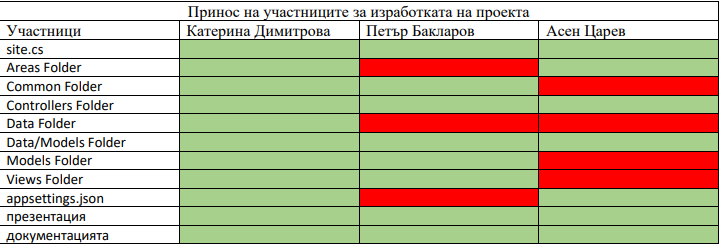 Принос на участниците за изработката на проекта
Участници Катерина Димитрова Петър Бакларов Асен Царев
site.cs
Areas Folder
Common Folder
Controllers Folder
Data Folder
Data/Models Folder
Models Folder
Views Folder
appsettings.json
презентация
документацията